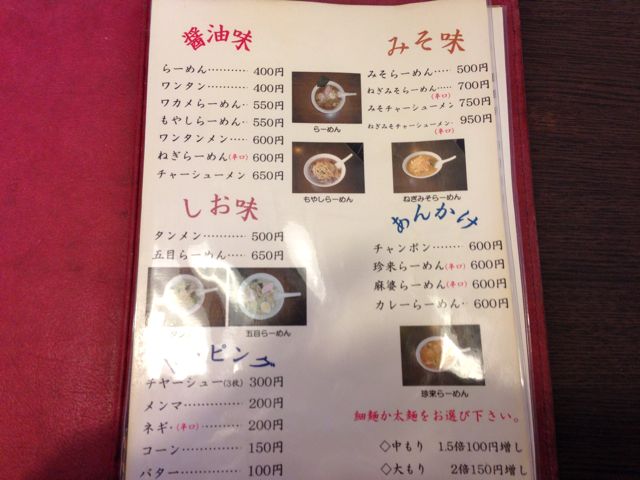 醤油味
らーめん………… 400円
ワンタン………… 400円
ワカメらーめん…… 550円
もやしらーめん…… 550円
ワンタンメン…… 600円
ねぎらーめん(辛口) 600円
チャーシューメン 650円
らーめん
もやしらーめん
みそ味
みそらーめん…… 500円
ねぎみそらーめん…… 700円
(辛口)
みそチャーシューメン 750円
ねぎみそチャーシューメン 950円
(辛口)
ねぎみそらーめん
しお味
タンメン………… 500円
五目らーめん…… 650円
タンメン
五目らーめん
あんかけ
チャンポン……… 600円
珍来らーめん(辛口) 600円
麻婆らーめん(辛口) 600円
カレーらーめん… 600円
珍来らーめん
ピン
チャーシュー(3枚) 300円
メンマ………… 200円
ネギ・(辛口)…… 200円
コーン………… 150円
バター………… 100円
細麺か太麺をお選び下さい。
◇中もり 1.5倍100円増し
◇大もり 2倍150円増し